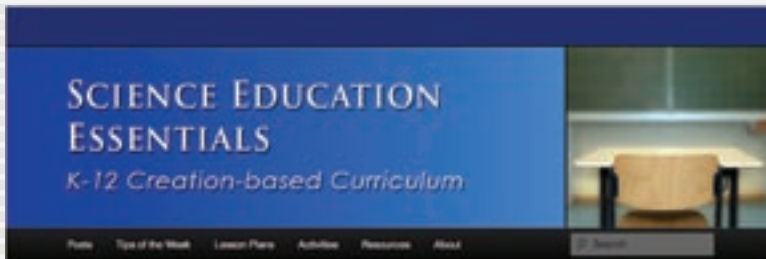 SCIENCE EDUCATION
ESSENTIALS
K-12 Creation-based Curriculum
Posts Tips of the Week Lesson Plans Activities Resources About Search